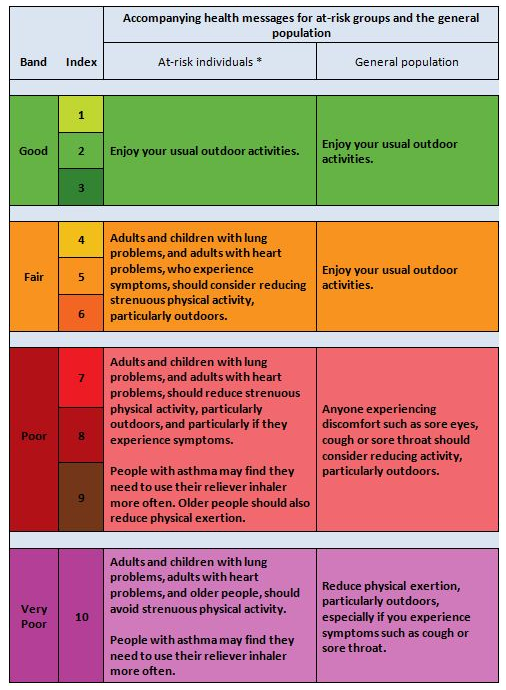 Accompanying health messages for at-risk groups and the general
population
Band
Index
At-risk individuals *
General population
Good
1
2
3
Enjoy your usual outdoor activities.
Enjoy your usual outdoor
activities.
Fair
4
5
6
Adults and children with lung
problems, and adults with heart
problems, who experience
symptoms, should consider reducing
strenuous physical activity,
particularly outdoors.
Enjoy your usual outdoor
activities.
Poor
7
8
9
Adults and children with lung
problems, and adults with heart
problems, should reduce strenuous
physical activity, particularly
outdoors, and particularly if they
experience symptoms.
People with asthma may find they
need to use their reliever inhaler
more often. Older people should also
reduce physical exertion.
Anyone experiencing
discomfort such as sore eyes,
cough or sore throat should
consider reducing activity,
particularly outdoors.
Very
Poor
10
Adults and children with lung
problems, adults with heart
problems, and older people, should
avoid strenuous physical activity.
People with asthma may find they
need to use their reliever inhaler
more often.
Reduce physical exertion,
particularly outdoors,
especially if you experience
symptoms such as cough or
sore throat.